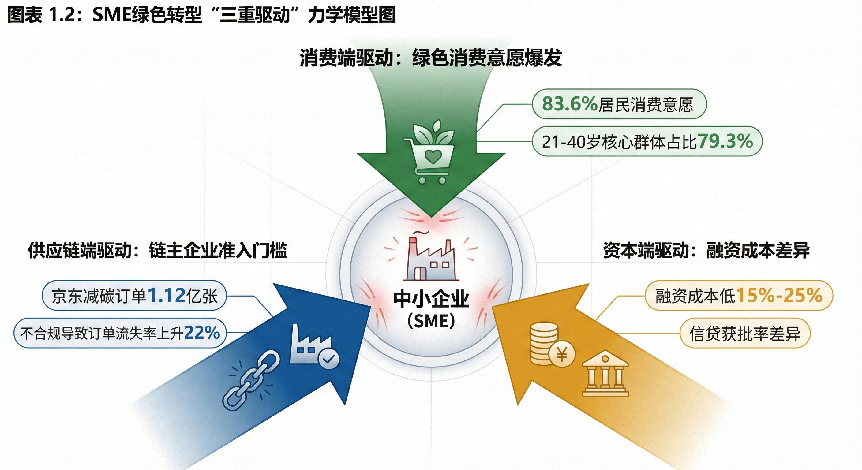 图表 1.2：SME绿色转型“三重驱动”力学模型图
消费端驱动：绿色消费意愿爆发
83.6%居民消费意愿
21-40岁核心群体占比79.3%
供应链端驱动：链主企业准入门槛
京东减碳订单1.12亿张
不合规导致订单流失率上升22%
中小企业
（SME）
资本端驱动：融资成本差异
融资成本低15%-25%
信贷获批率差异
¥